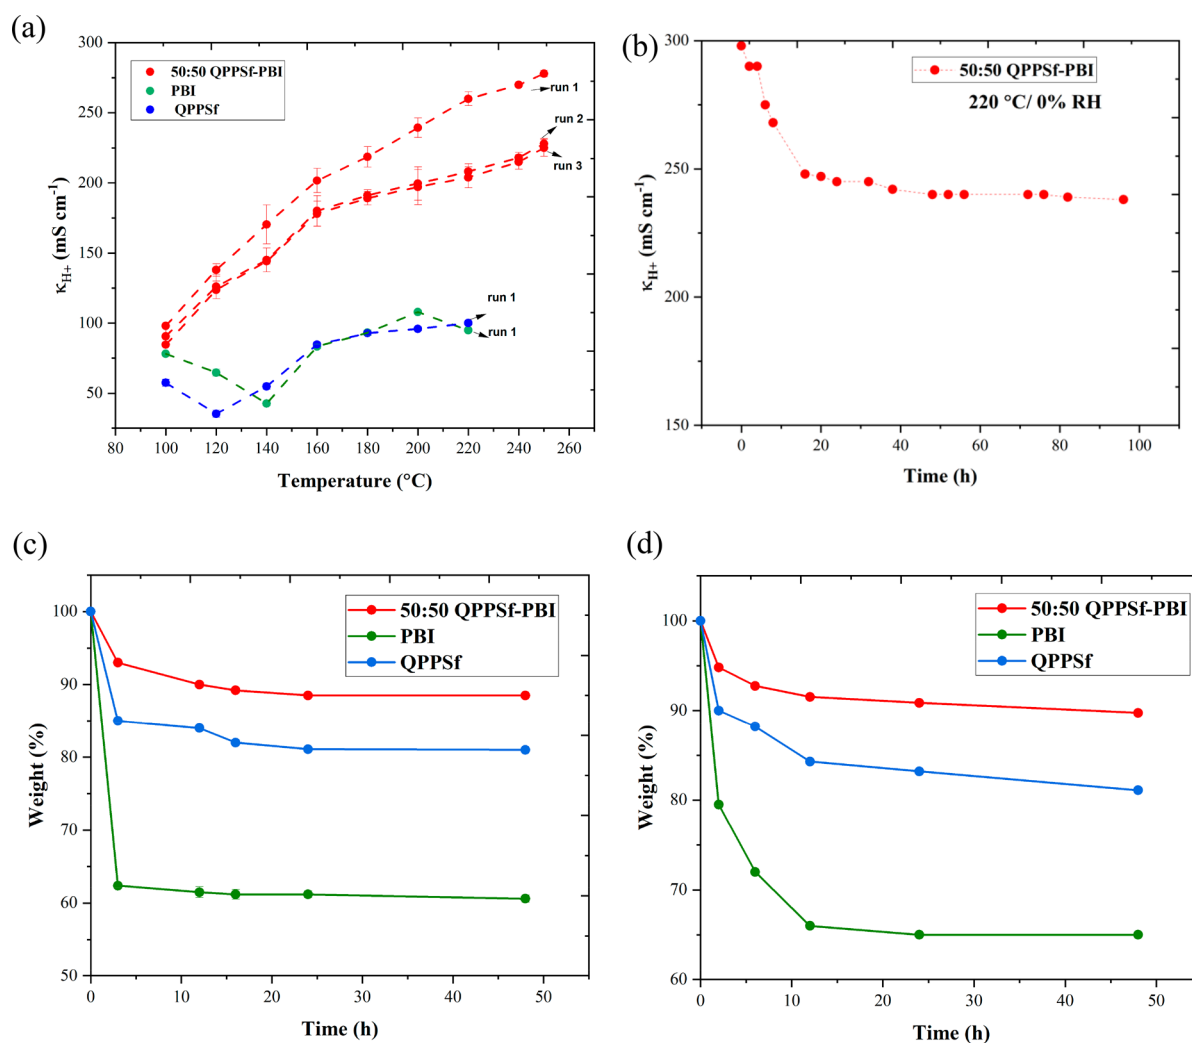 (a)
300
250
200
150
100
50
80
100
120
140
160
180
200
220
240
260
κH+ (mS cm⁻¹)
Temperature (°C)
50:50 QPPSf-PBI
PBI
QPPSf
run 1
run 2
run 3
run 1
run 1
(b)
300
250
200
150
0
20
40
60
80
100
κH+ (mS cm⁻¹)
Time (h)
50:50 QPPSf-PBI
220 °C/ 0% RH
(c)
100
90
80
70
60
50
0
10
20
30
40
50
Weight (%)
Time (h)
50:50 QPPSf-PBI
PBI
QPPSf
(d)
100
90
80
70
60
0
10
20
30
40
50
Weight (%)
Time (h)
50:50 QPPSf-PBI
PBI
QPPSf